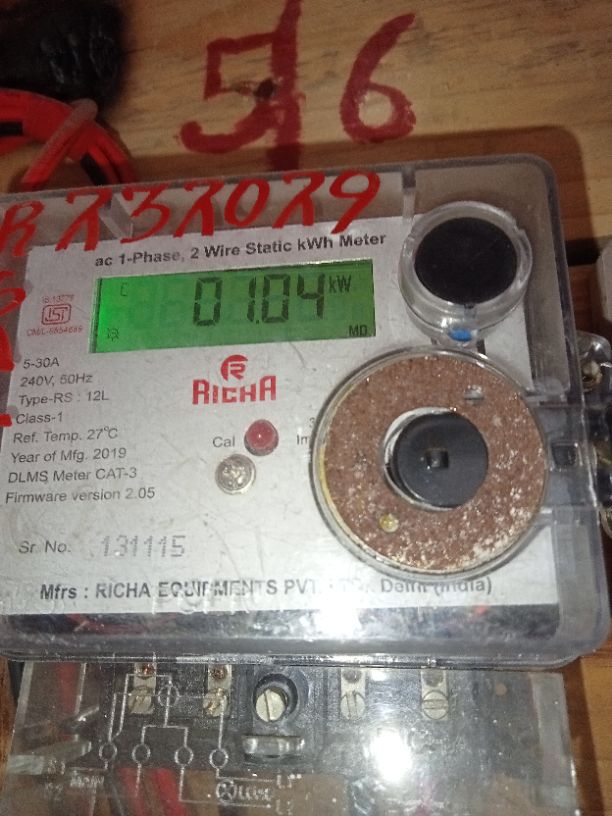 56
R232029
ac 1-Phase, 2 Wire Static kWh Meter
01.04 kW
MD
ISI
5-30A
240V, 50Hz
Type-RS : 12L
Class-1
Ref. Temp. 27°C
Year of Mfg. 2019
DLMS Meter CAT-3
Firmware version 2.05
RICHA
Cal
Sr. No. 131115
Mfrs : RICHA EQUIPMENTS PVT. Delhi (India)